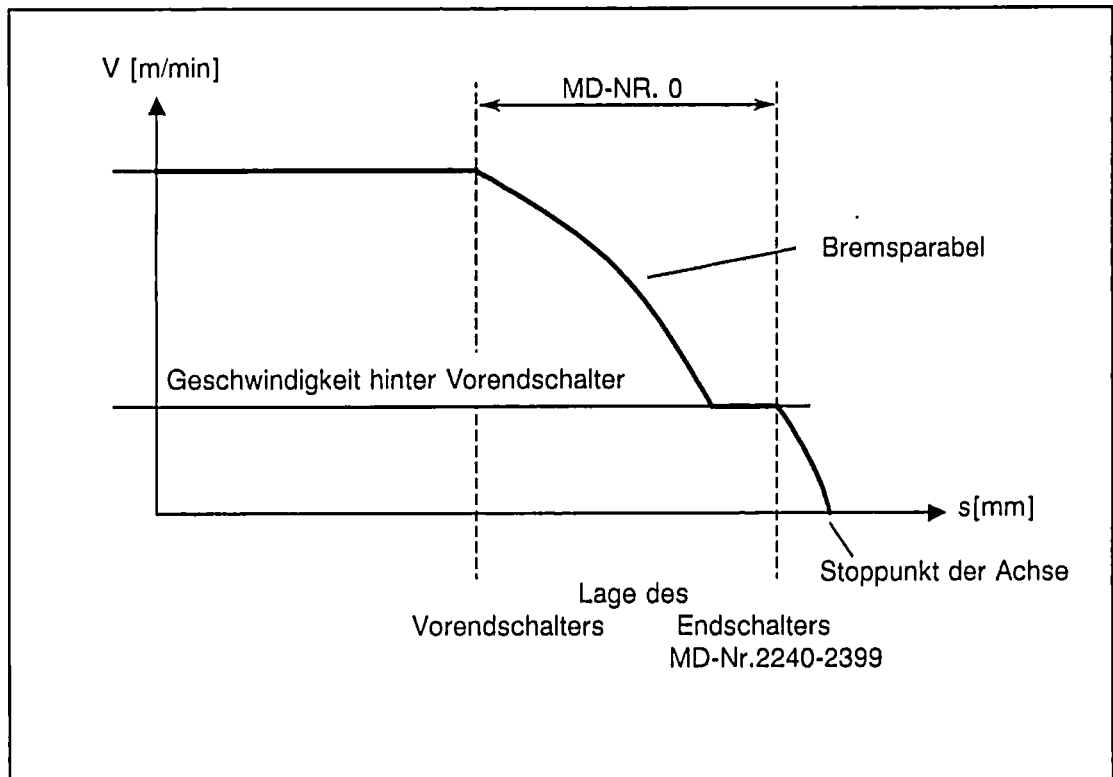 V [m/min]
MD-NR. 0
Bremsparabel
Geschwindigkeit hinter Vorendschalter
s[mm]
Stoppunkt der Achse
Lage des
Vorendschalters Endschalters
MD-Nr.2240-2399